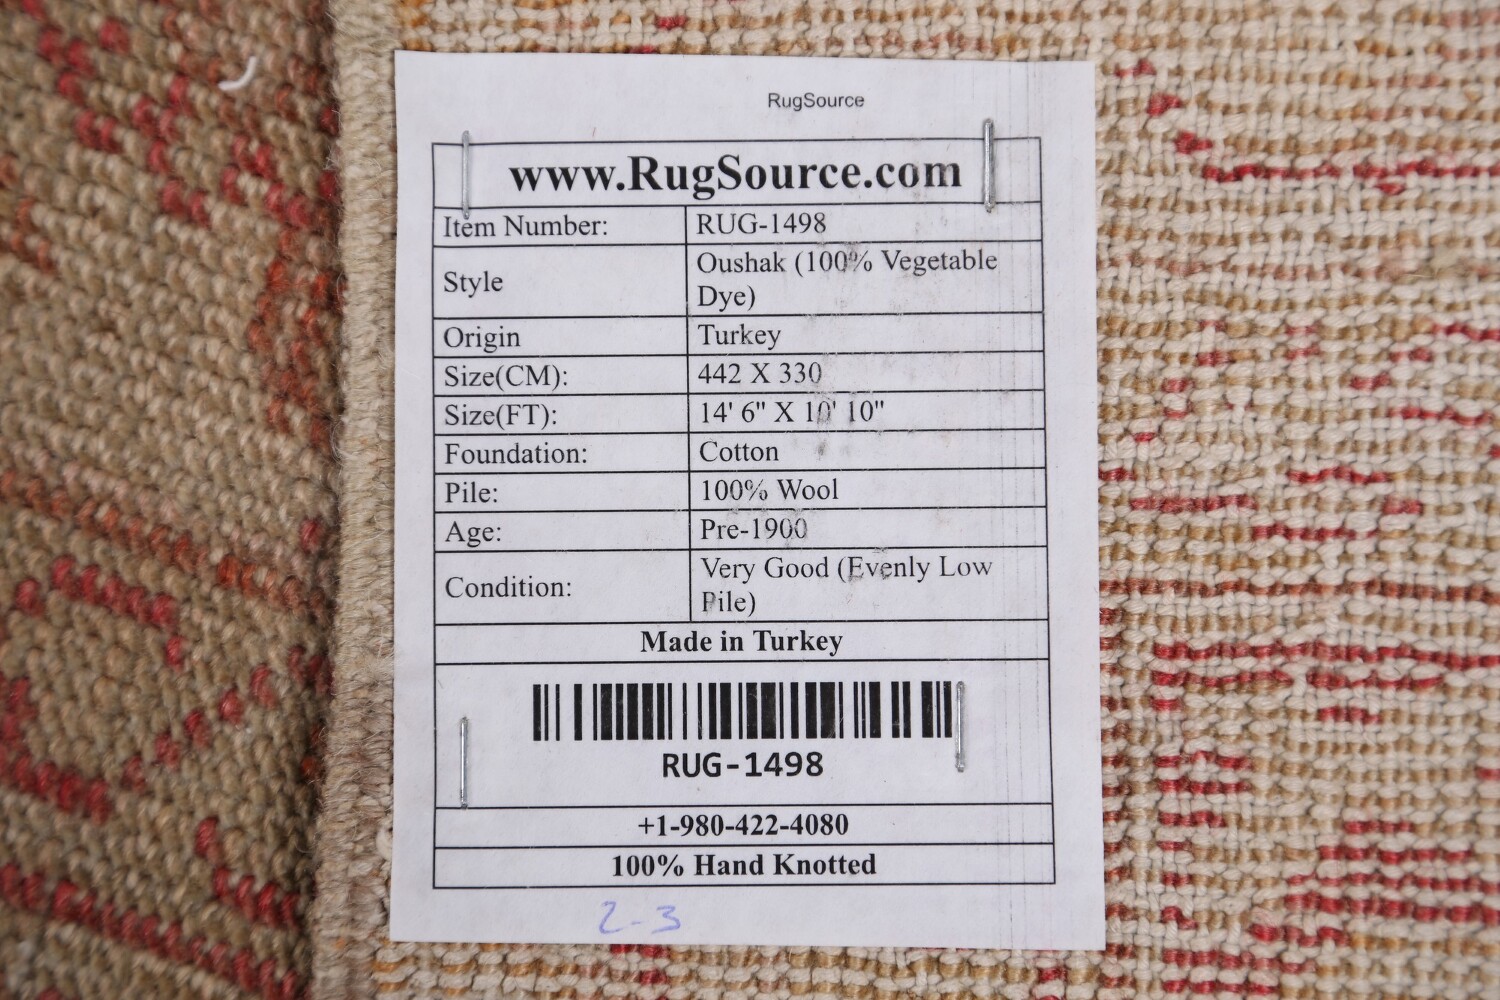 RugSource
www.RugSource.com
Item Number: RUG-1498
Style Oushak (100% Vegetable
Dye)
Origin Turkey
Size(CM): 442 X 330
Size(FT): 14' 6" X 10' 10"
Foundation: Cotton
Pile: 100% Wool
Age: Pre-1900
Condition: Very Good (Evenly Low
Pile)
Made in Turkey
RUG-1498
+1-980-422-4080
100% Hand Knotted
2-3